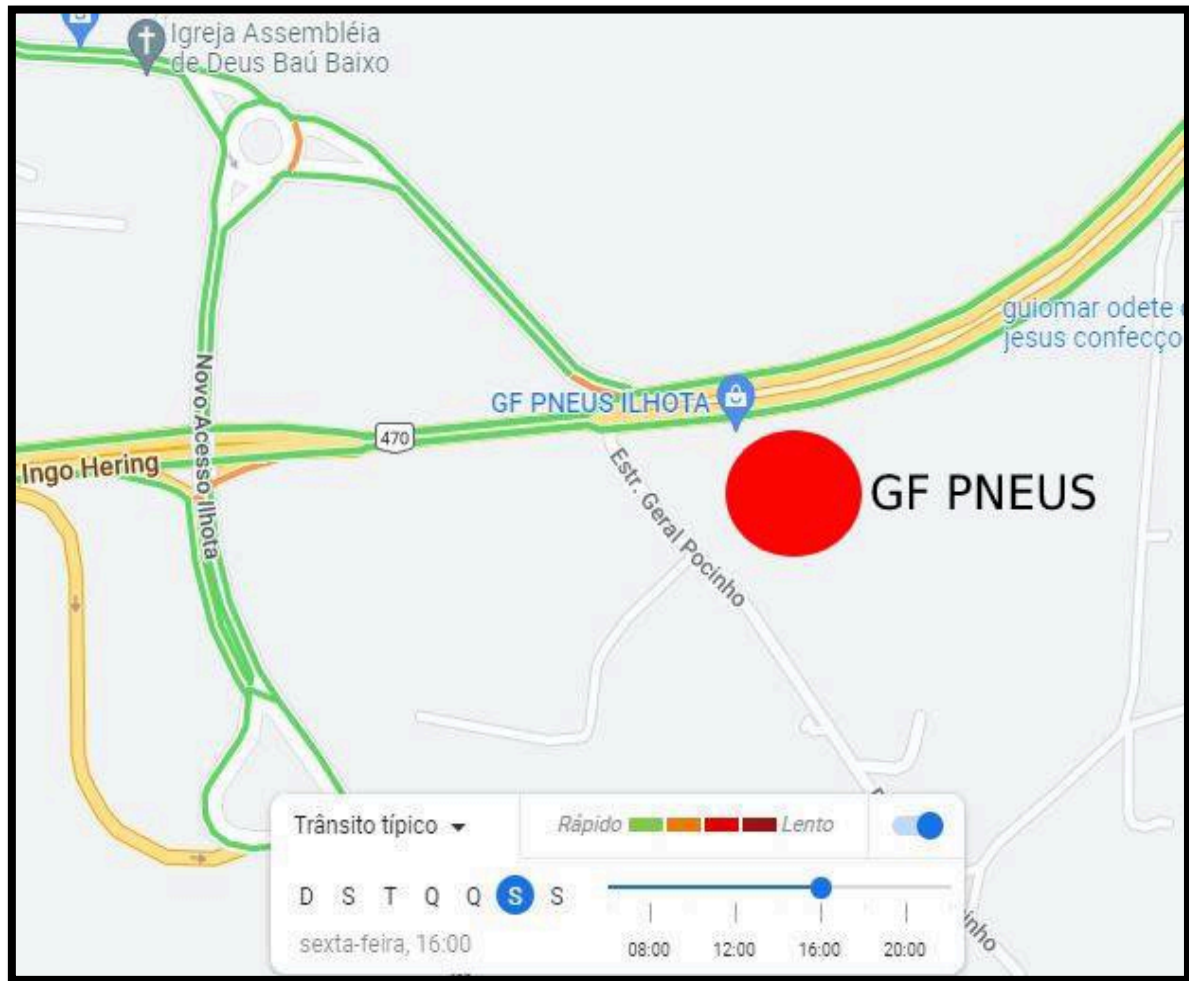 Igreja Assembléia
de Deus Baú Baixo
guiomar odete
jesus confecço
Novo Acesso Ilhota
GF PNEUS ILHOTA
470
Ingo Hering
Estr. Geral Pocinho
GF PNEUS
Trânsito típico
Rápido
Lento
D S T Q Q S S
sexta-feira, 16:00
08:00 12:00 16:00 20:00
inho